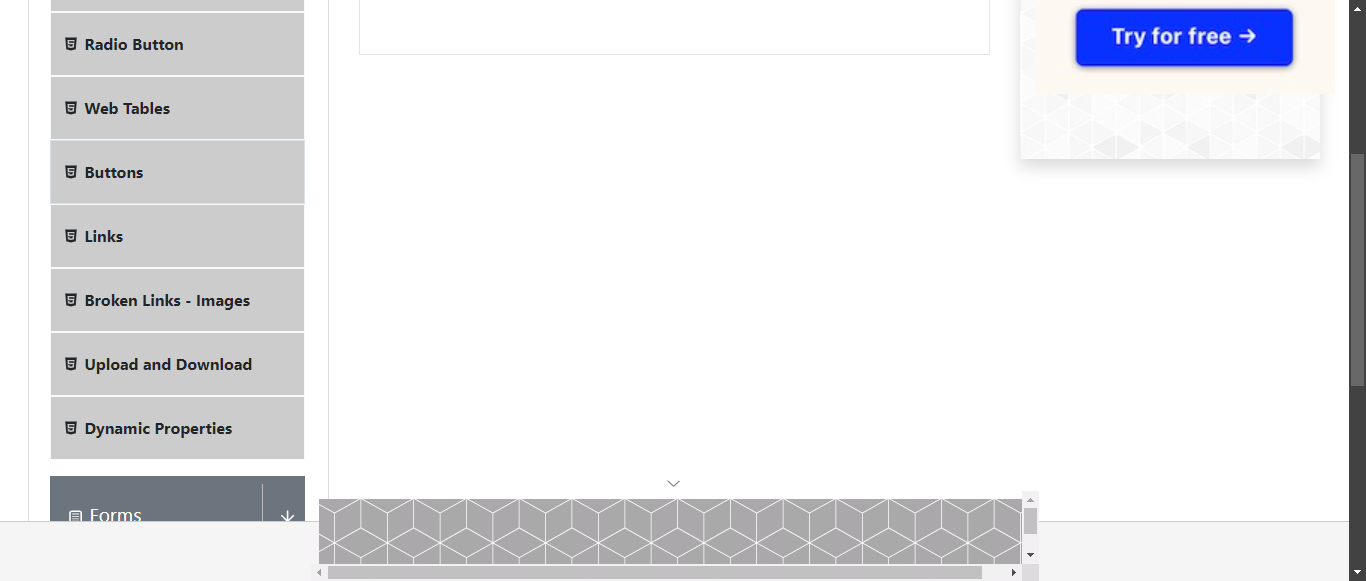 Radio Button
Web Tables
Buttons
Links
Broken Links - Images
Upload and Download
Dynamic Properties
Forms
Try for free →